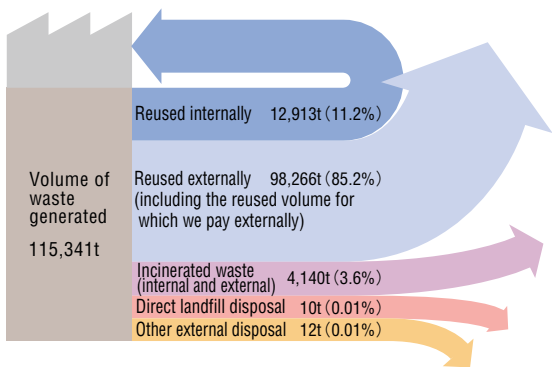 Volume of
waste
generated
115,341t
Reused internally 12,913t (11.2%)
Reused externally 98,266t (85.2%)
(including the reused volume for
which we pay externally)
Incinerated waste
(internal and external) 4,140t (3.6%)
Direct landfill disposal 10t (0.01%)
Other external disposal 12t (0.01%)